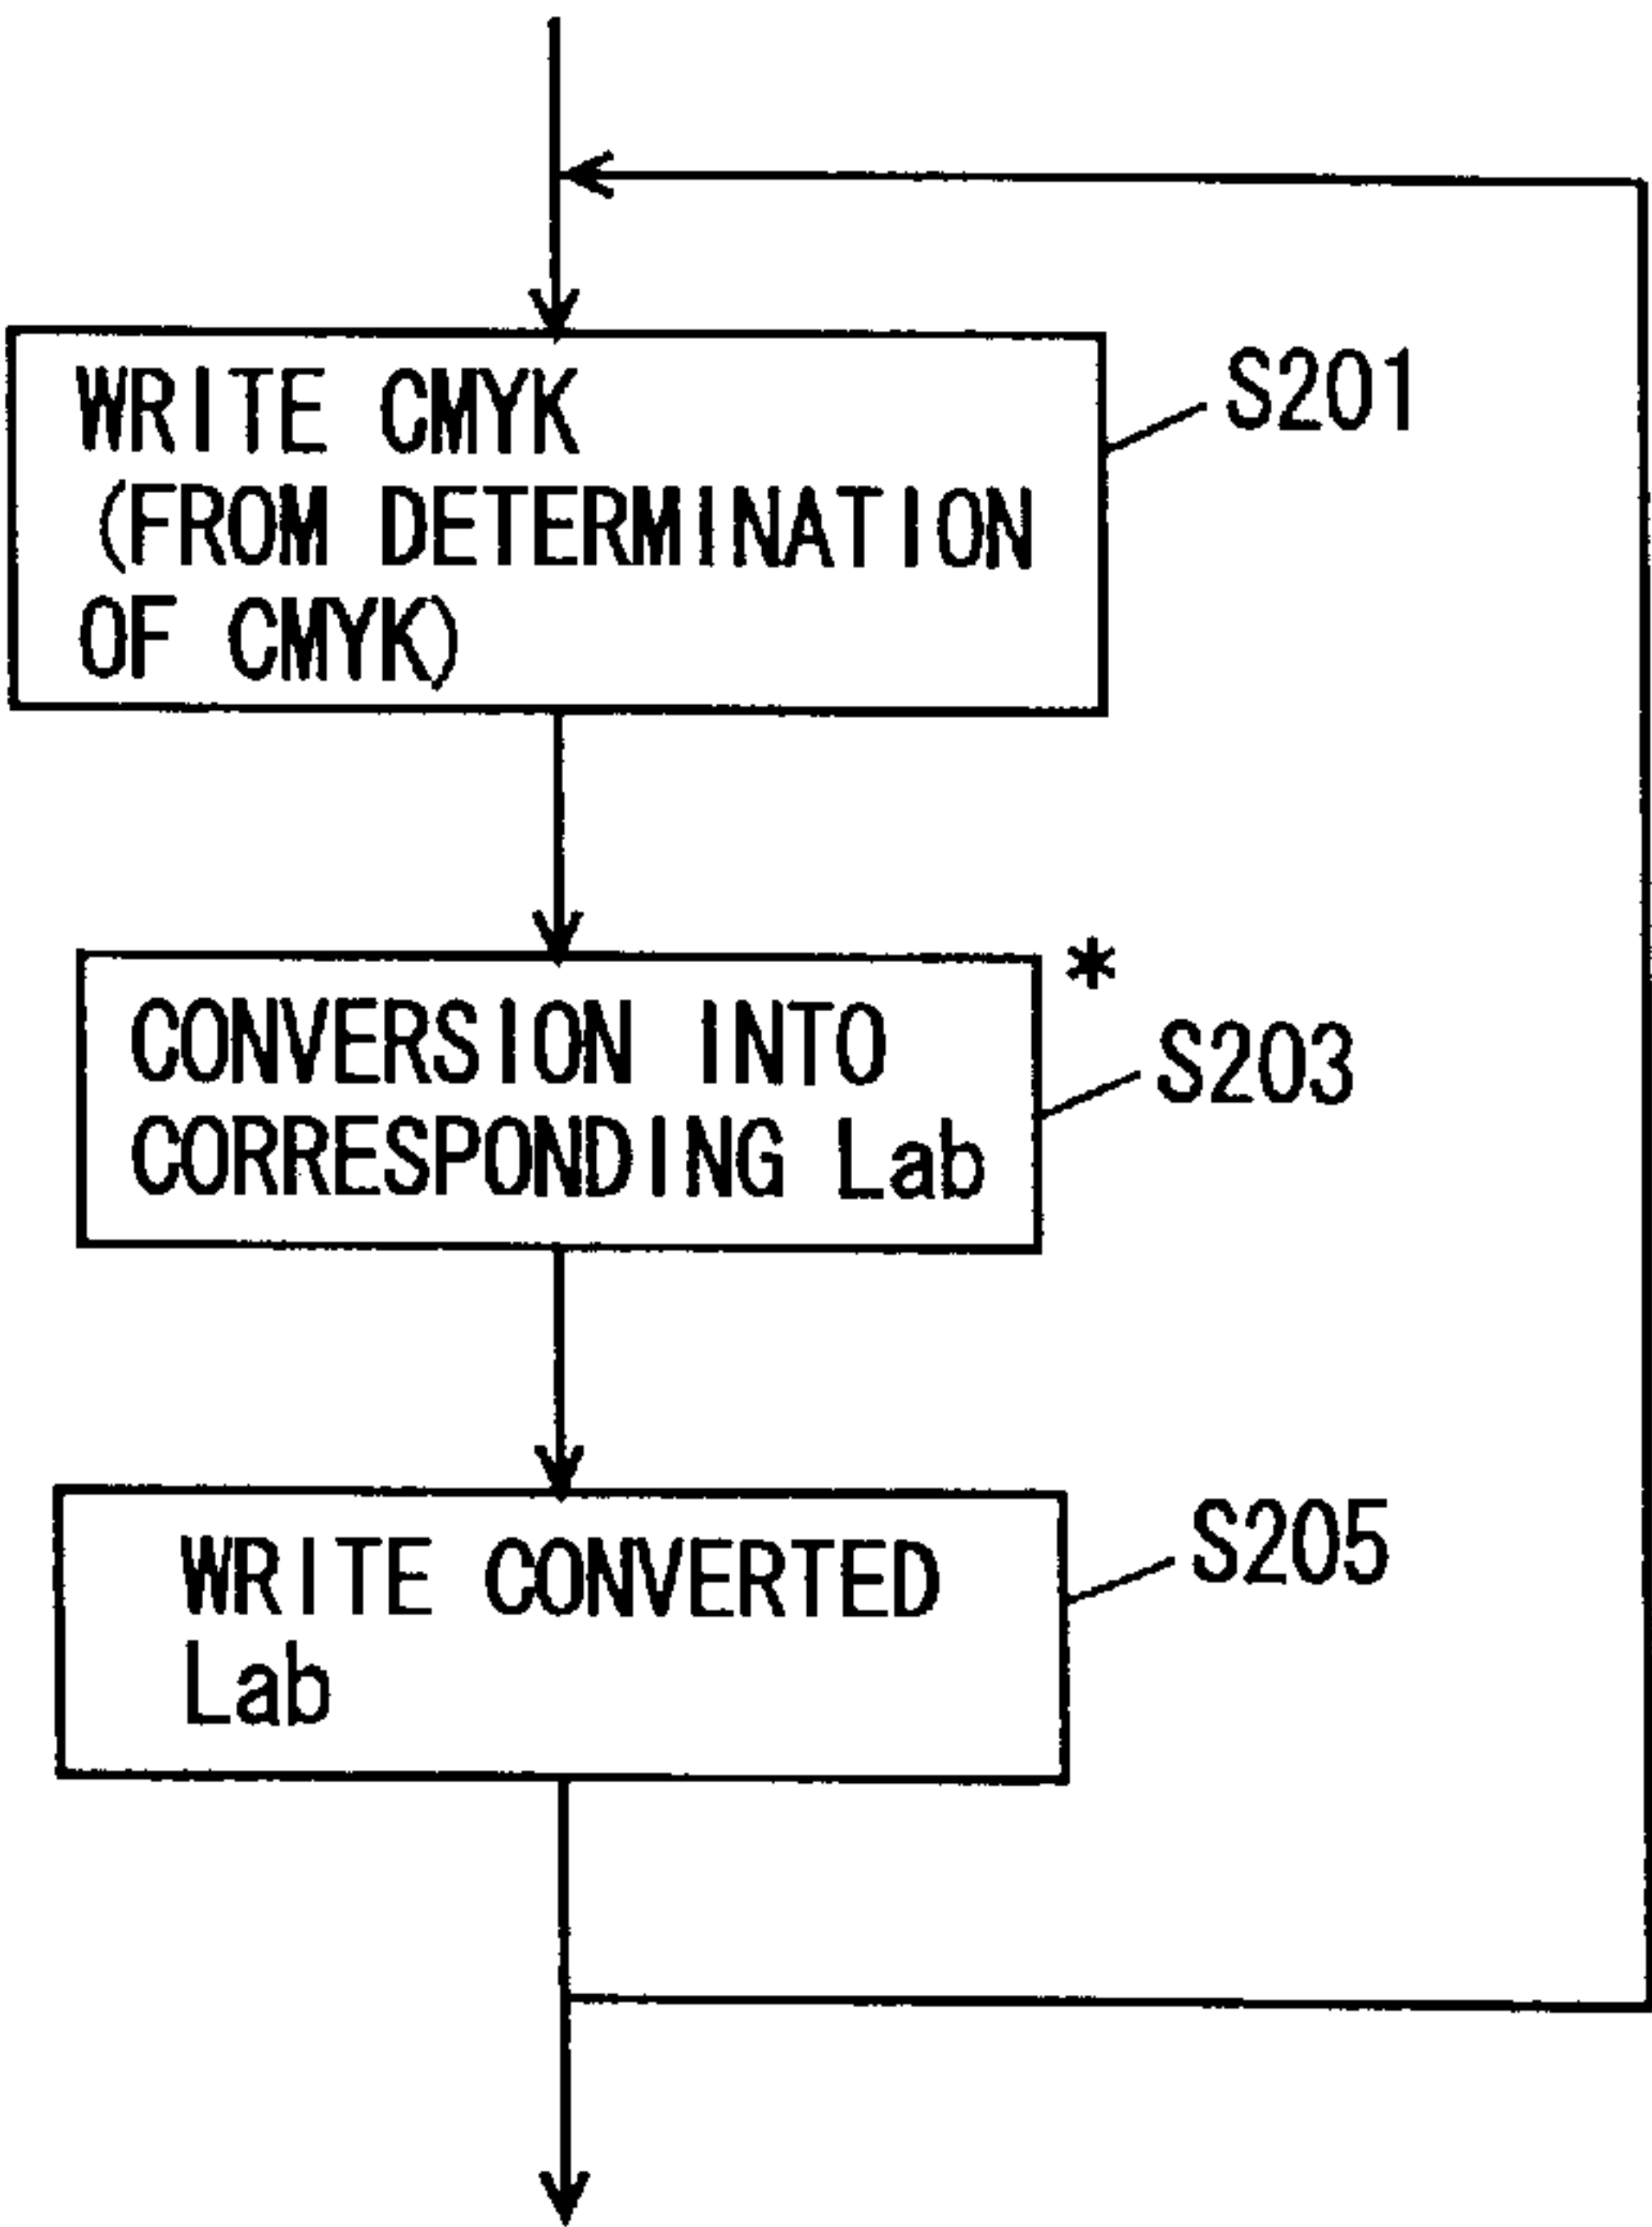 WRITE CMYK
(FROM DETERMINATION
OF CMYK)
S201
*
CONVERSION INTO
CORRESPONDING Lab
S203
WRITE CONVERTED
Lab
S205